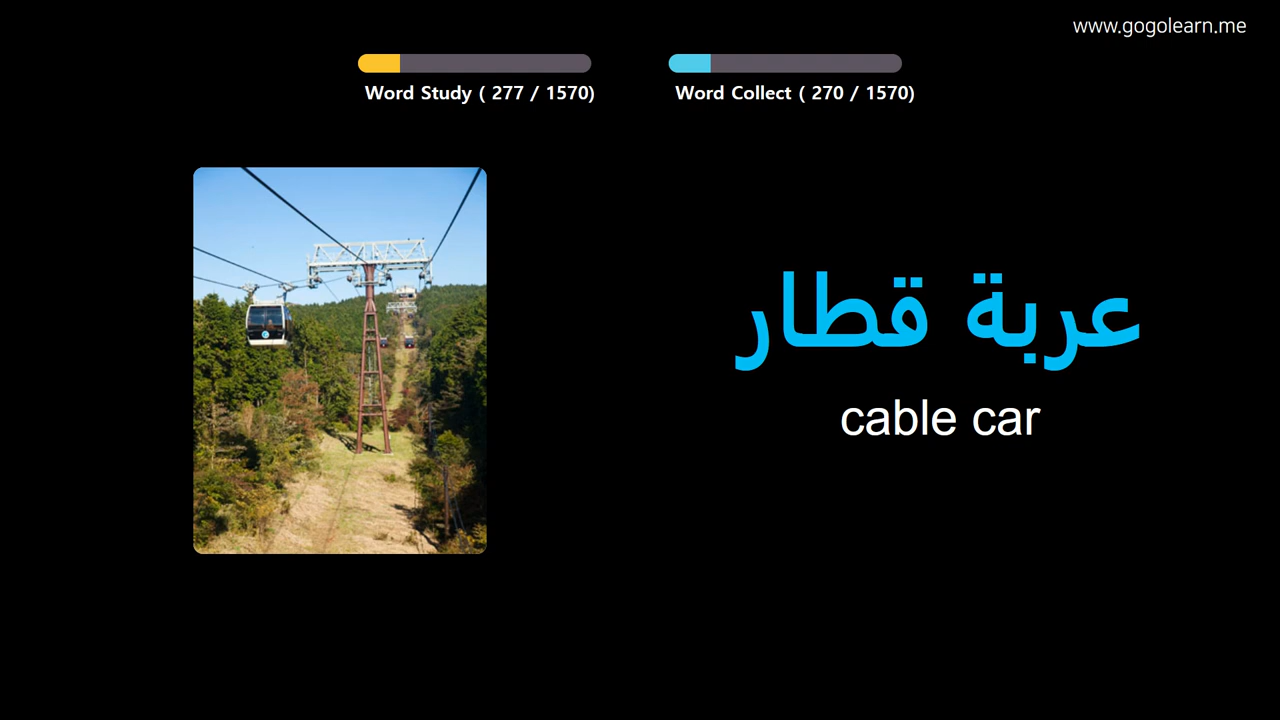 www.gogolearn.me
Word Study ( 277 / 1570)
Word Collect ( 270 / 1570)
عربة قطار
cable car